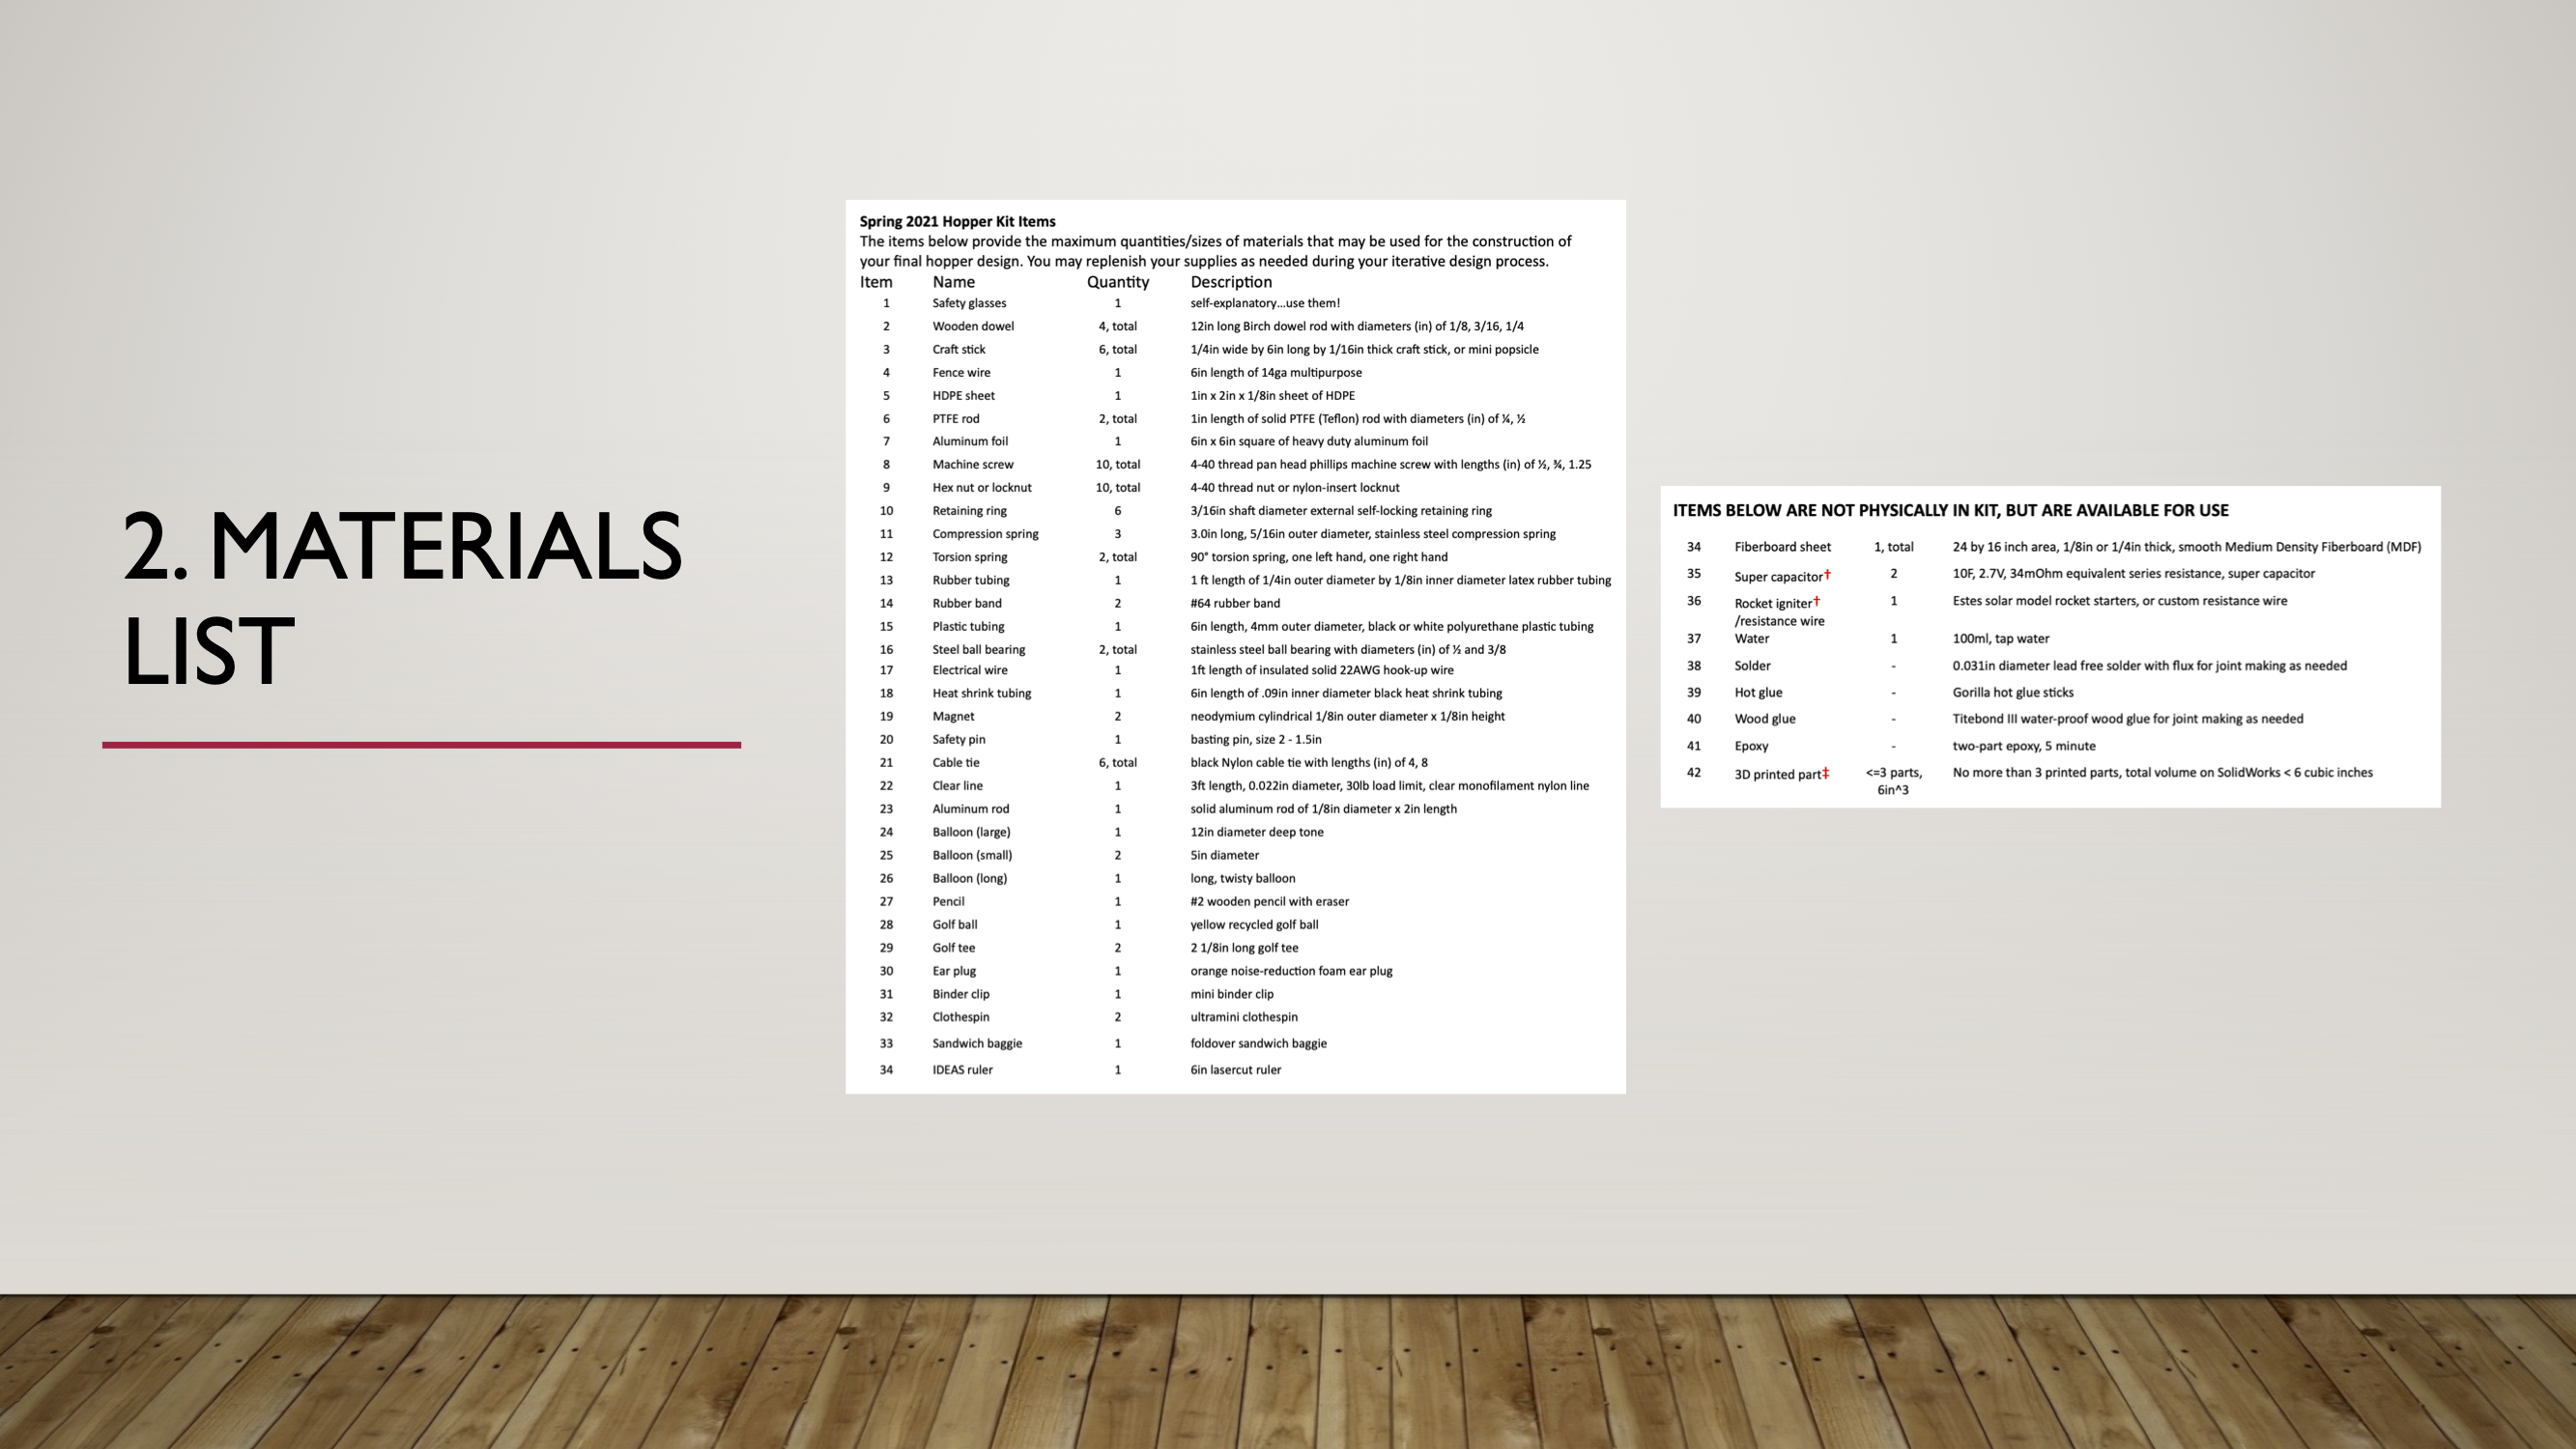 2. MATERIALS
LIST
Spring 2021 Hopper Kit Items
The items below provide the maximum quantities/sizes of materials that may be used for the construction of
your final hopper design. You may replenish your supplies as needed during your iterative design process.
Item Name Quantity Description
1 Safety glasses 1 self-explanatory...use them!
2 Wooden dowel 4, total 12in long Birch dowel rod with diameters (in) of 1/8, 3/16, 1/4
3 Craft stick 6, total 1/4in wide by 6in long by 1/16in thick craft stick, or mini popsicle
4 Fence wire 1 6in length of 14ga multipurpose
5 HDPE sheet 1 1in x 2in x 1/8in sheet of HDPE
6 PTFE rod 2, total 1in length of solid PTFE (Teflon) rod with diameters (in) of ¼, ½
7 Aluminum foil 1 6in x 6in square of heavy duty aluminum foil
8 Machine screw 10, total 4-40 thread pan head phillips machine screw with lengths (in) of ½, ¾, 1.25
9 Hex nut or locknut 10, total 4-40 thread nut or nylon-insert locknut
10 Retaining ring 6 3/16in shaft diameter external self-locking retaining ring
11 Compression spring 3 3.0in long, 5/16in outer diameter, stainless steel compression spring
12 Torsion spring 2, total 90° torsion spring, one left hand, one right hand
13 Rubber tubing 1 1 ft length of 1/4in outer diameter by 1/8in inner diameter latex rubber tubing
14 Rubber band 2 #64 rubber band
15 Plastic tubing 1 6in length, 4mm outer diameter, black or white polyurethane plastic tubing
16 Steel ball bearing 2, total stainless steel ball bearing with diameters (in) of ½ and 3/8
17 Electrical wire 1 1ft length of insulated solid 22AWG hook-up wire
18 Heat shrink tubing 1 6in length of .09in inner diameter black heat shrink tubing
19 Magnet 2 neodymium cylindrical 1/8in outer diameter x 1/8in height
20 Safety pin 1 basting pin, size 2 - 1.5in
21 Cable tie 6, total black Nylon cable tie with lengths (in) of 4, 8
22 Clear line 1 3ft length, 0.022in diameter, 30lb load limit, clear monofilament nylon line
23 Aluminum rod 1 solid aluminum rod of 1/8in diameter x 2in length
24 Balloon (large) 1 12in diameter deep tone
25 Balloon (small) 2 5in diameter
26 Balloon (long) 1 long, twisty balloon
27 Pencil 1 #2 wooden pencil with eraser
28 Golf ball 1 yellow recycled golf ball
29 Golf tee 2 2 1/8in long golf tee
30 Ear plug 1 orange noise-reduction foam ear plug
31 Binder clip 1 mini binder clip
32 Clothespin 2 ultramini clothespin
33 Sandwich baggie 1 foldover sandwich baggie
34 IDEAS ruler 1 6in lasercut ruler
ITEMS BELOW ARE NOT PHYSICALLY IN KIT, BUT ARE AVAILABLE FOR USE
34 Fiberboard sheet 1, total 24 by 16 inch area, 1/8in or 1/4in thick, smooth Medium Density Fiberboard (MDF)
35 Super capacitor† 2 10F, 2.7V, 34mOhm equivalent series resistance, super capacitor
36 Rocket igniter† 1 Estes solar model rocket starters, or custom resistance wire
/resistance wire
37 Water 1 100ml, tap water
38 Solder - 0.031in diameter lead free solder with flux for joint making as needed
39 Hot glue - Gorilla hot glue sticks
40 Wood glue - Titebond III water-proof wood glue for joint making as needed
41 Epoxy - two-part epoxy, 5 minute
42 3D printed part‡ <=3 parts, No more than 3 printed parts, total volume on SolidWorks < 6 cubic inches
6in^3